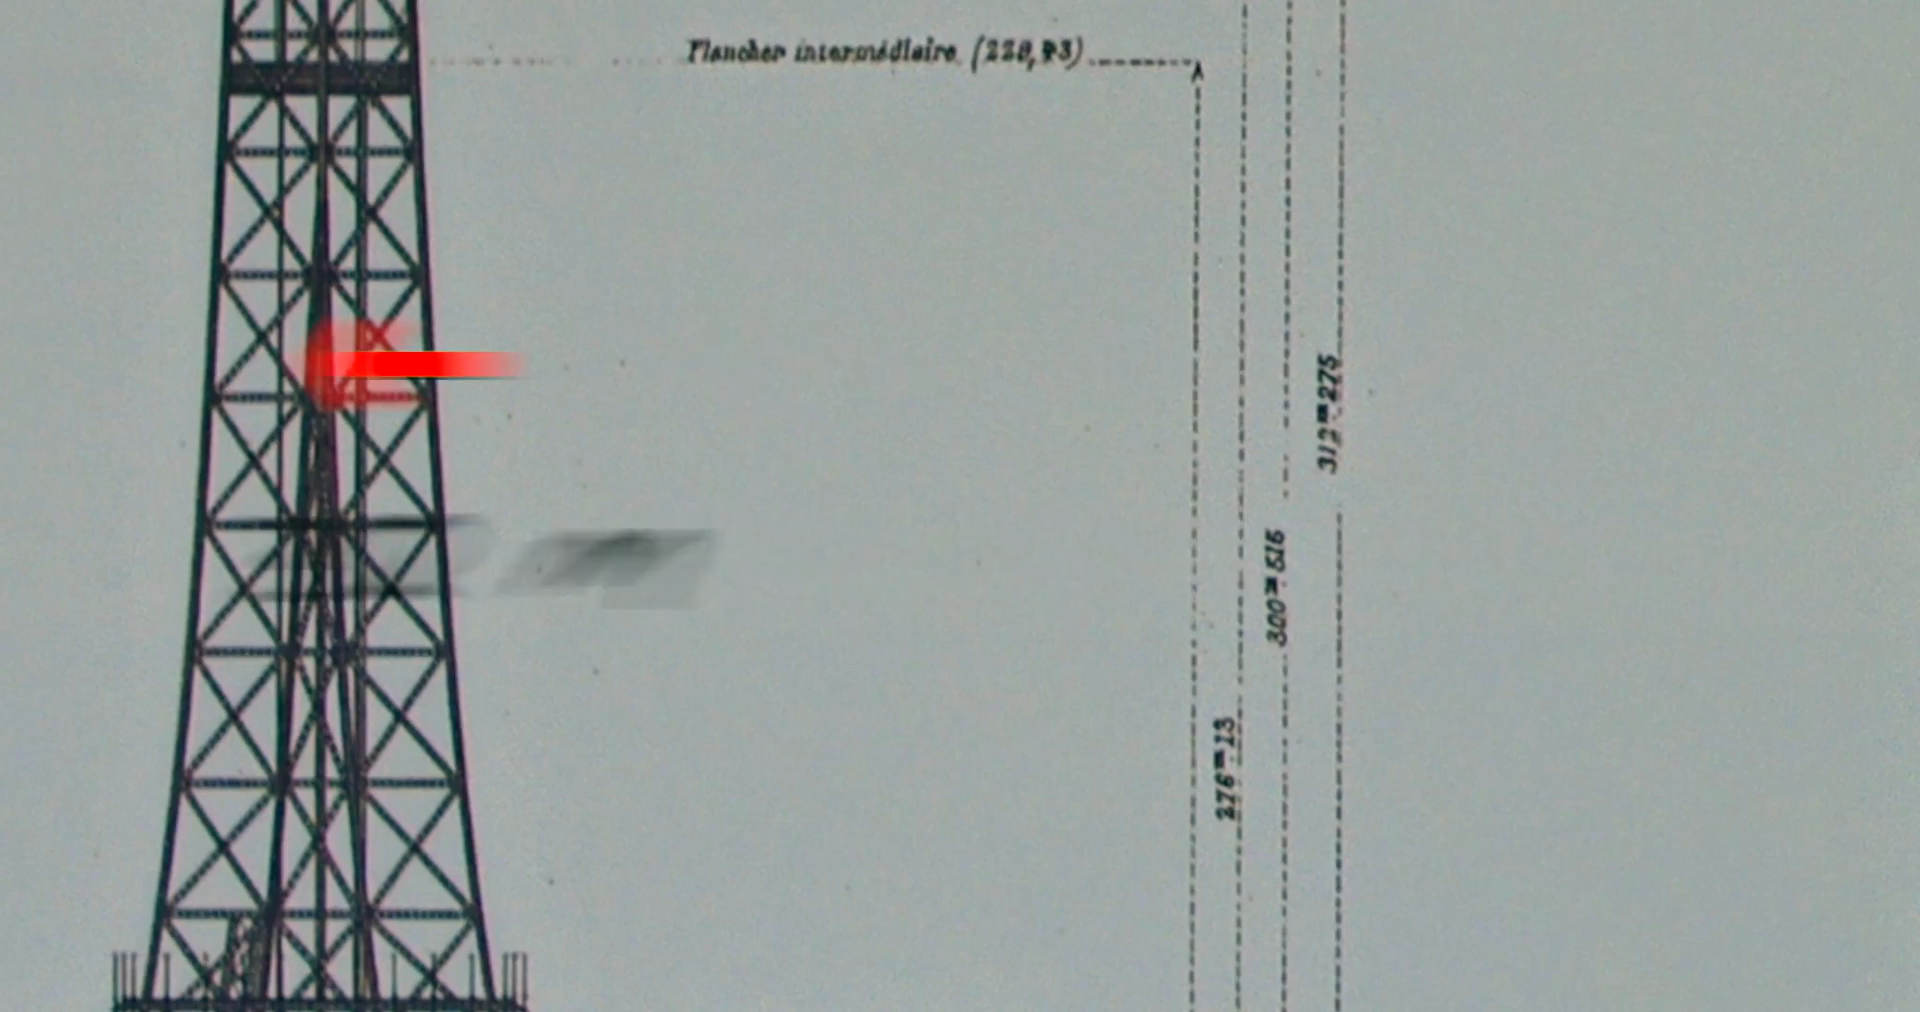 Plancher intermédiaire (228,93)
312m275
300m516
276m13